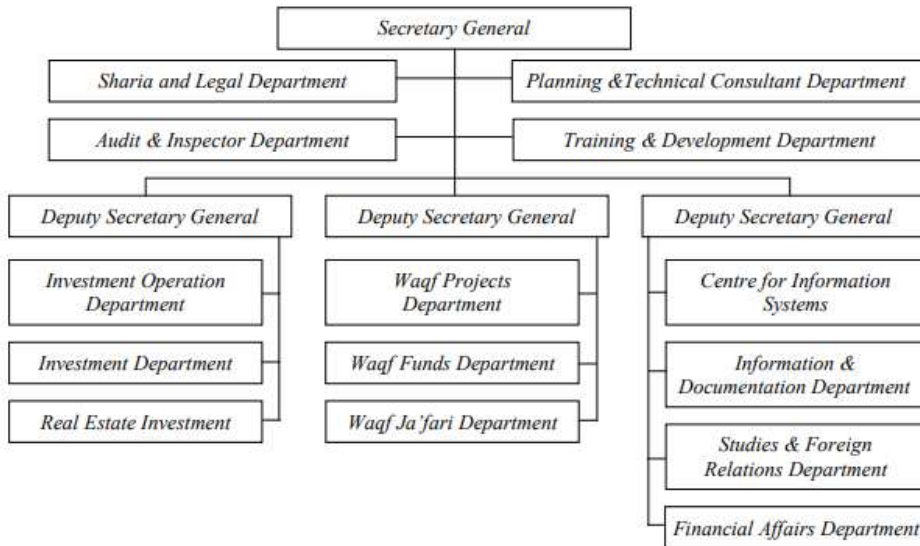 Secretary General
Sharia and Legal Department
Planning &Technical Consultant Department
Audit & Inspector Department
Training & Development Department
Deputy Secretary General
Deputy Secretary General
Deputy Secretary General
Investment Operation
Department
Investment Department
Real Estate Investment
Waqf Projects
Department
Waqf Funds Department
Waqf Ja'fari Department
Centre for Information
Systems
Information &
Documentation Department
Studies & Foreign
Relations Department
Financial Affairs Department